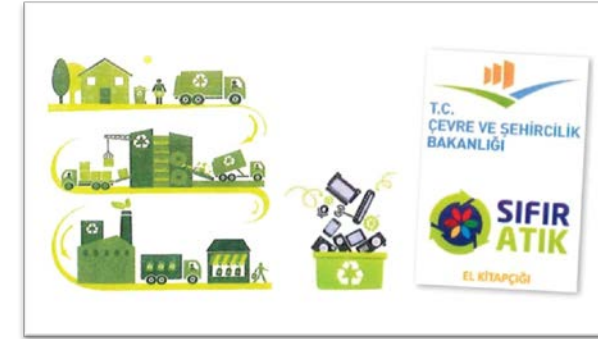 T.C.
ÇEVRE VE ŞEHİRCİLİK
BAKANLIĞI
SIFIR
ATIK
EL KİTAPÇIĞI